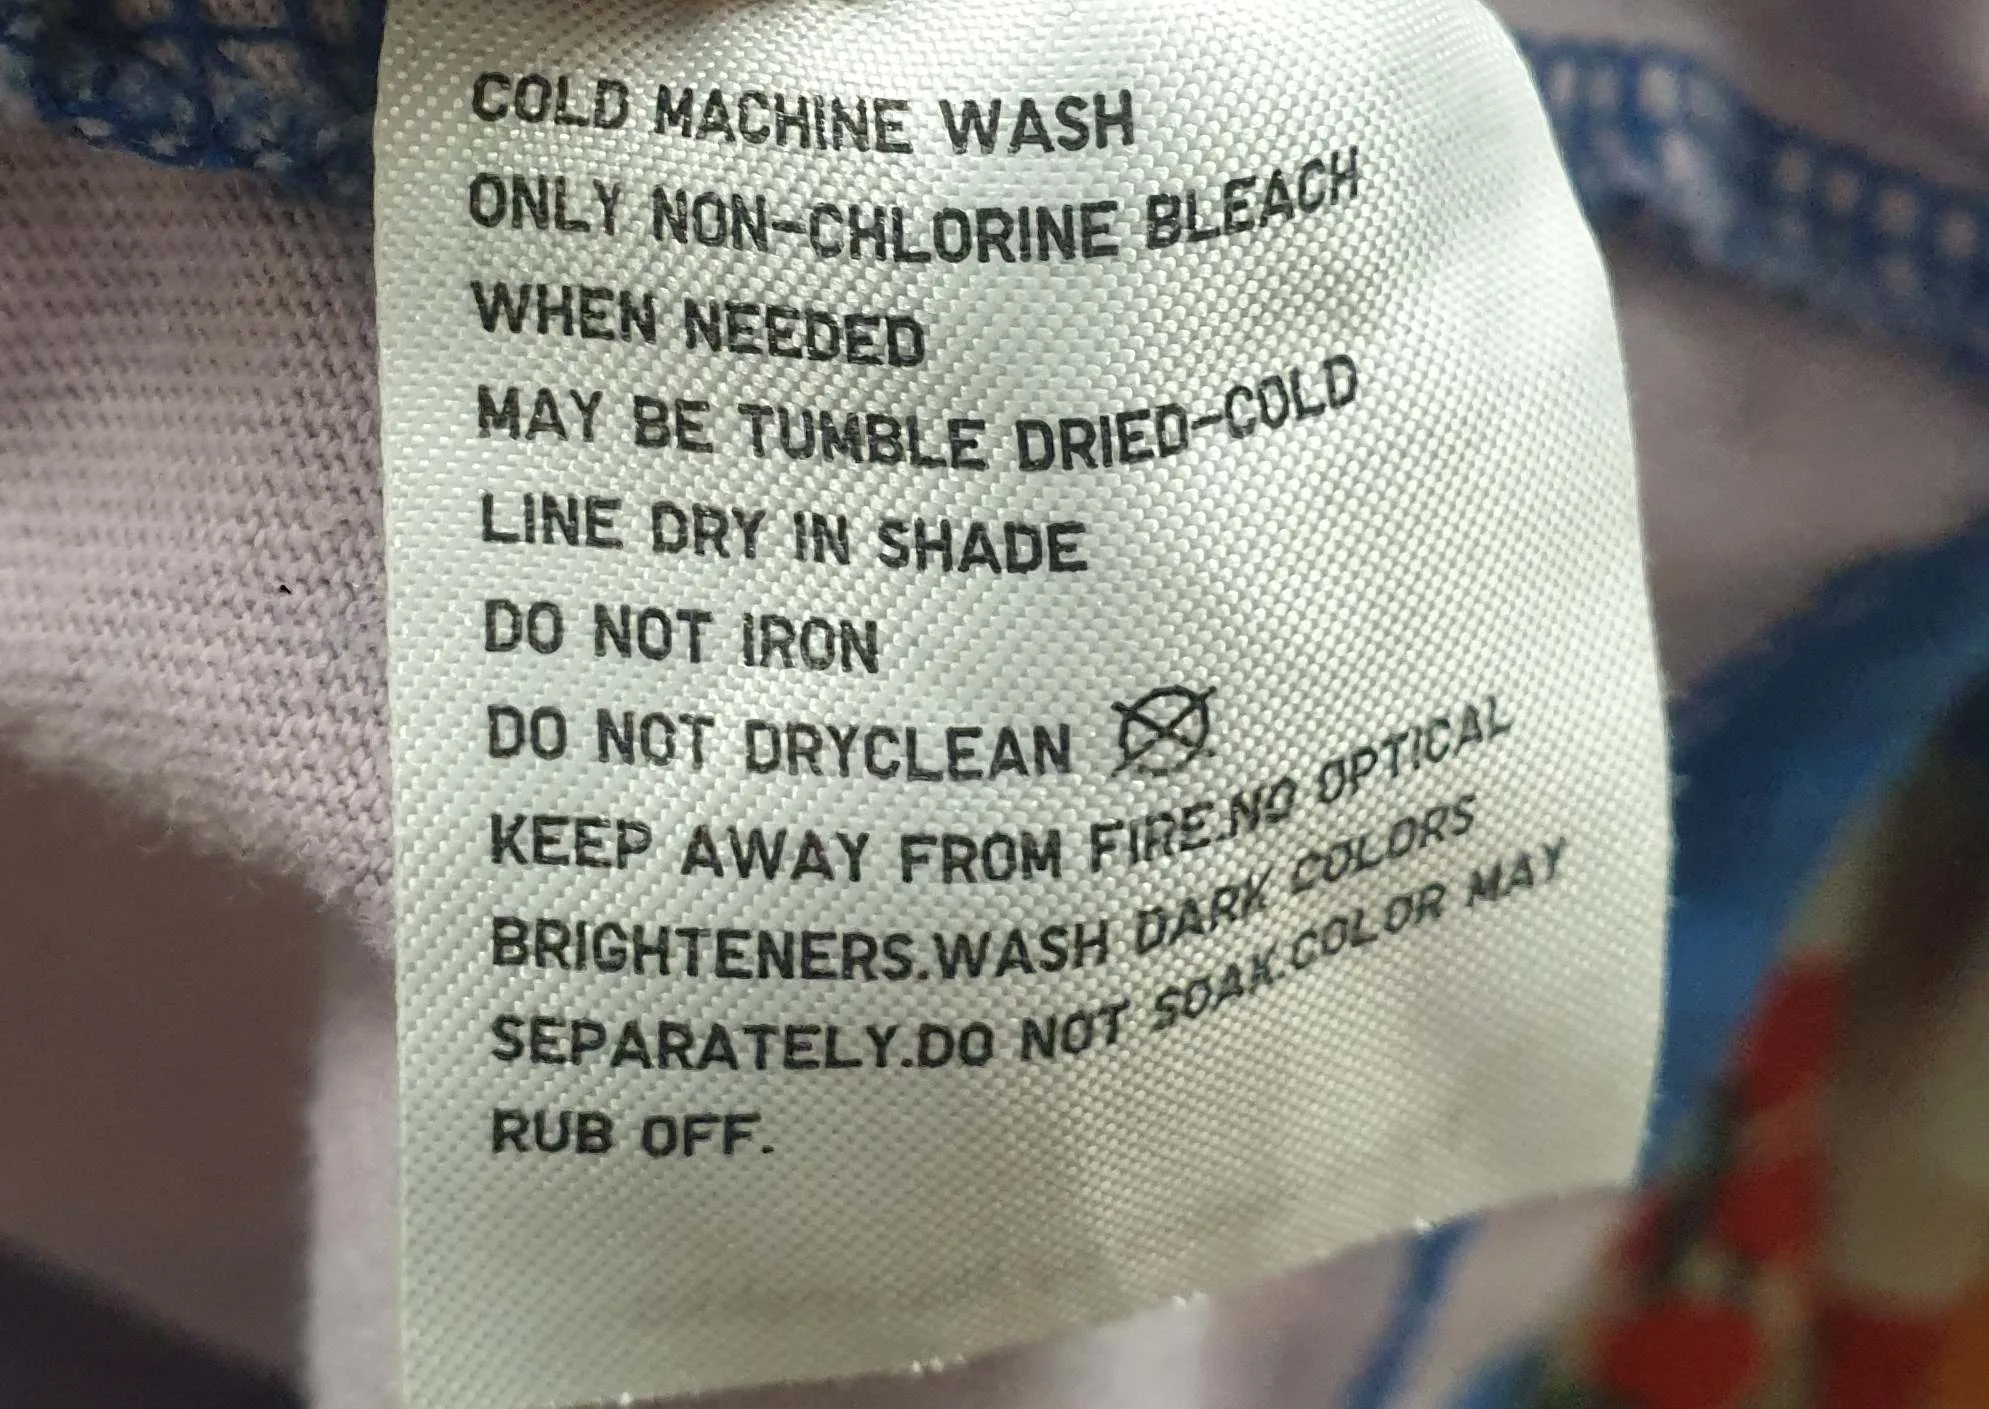 COLD MACHINE WASH
ONLY NON-CHLORINE BLEACH
WHEN NEEDED
MAY BE TUMBLE DRIED-COLD
LINE DRY IN SHADE
DO NOT IRON
DO NOT DRYCLEAN
KEEP AWAY FROM FIRE.NO OPTICAL
BRIGHTENERS.WASH DARK COLORS
SEPARATELY.DO NOT SOAK.COLOR MAY
RUB OFF.